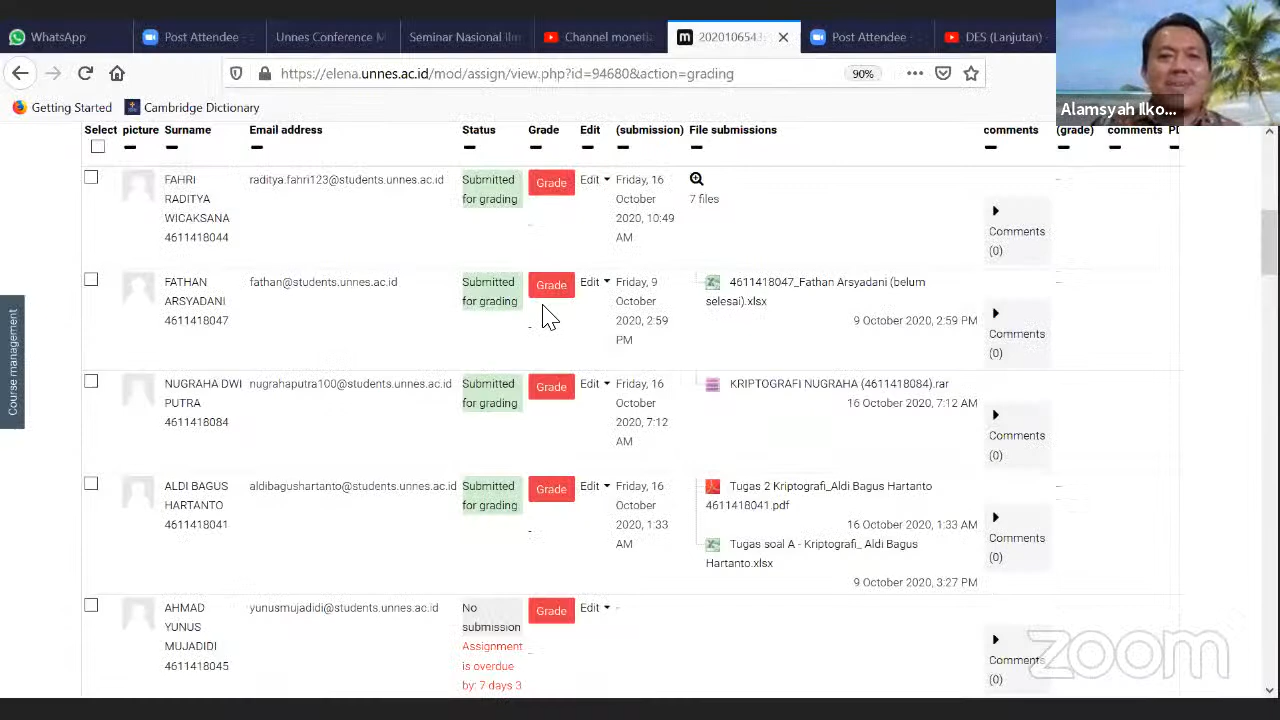 WhatsApp
Post Attendee -
Unnes Conference M
Seminar Nasional Ilm
Channel moneti
2020106543
Post Attendee -
DES (Lanjutan)
https://elena.unnes.ac.id/mod/assign/view.php?id=94680&action=grading
90%
Getting Started
Cambridge Dictionary
Alamsyah Ilko...
Course management
Select picture Surname Email address Status Grade Edit (submission) File submissions comments (grade) comments PD
FAHRI
RADITYA
WICAKSANA
4611418044
raditya.fahri123@students.unnes.ac.id
Submitted
for grading
Grade
Edit
Friday, 16
October
2020, 10:49
AM
7 files
Comments
(0)
FATHAN
ARSYADANI
4611418047
fathan@students.unnes.ac.id
Submitted
for grading
Grade
Edit
Friday, 9
October
2020, 2:59
PM
4611418047_Fathan Arsyadani (belum
selesai).xlsx
9 October 2020, 2:59 PM
Comments
(0)
NUGRAHA DWI
PUTRA
4611418084
nugrahaputra100@students.unnes.ac.id
Submitted
for grading
Grade
Edit
Friday, 16
October
2020, 7:12
AM
KRIPTOGRAFI NUGRAHA (4611418084).rar
16 October 2020, 7:12 AM
Comments
(0)
ALDI BAGUS
HARTANTO
4611418041
aldibagushartanto@students.unnes.ac.id
Submitted
for grading
Grade
Edit
Friday, 16
October
2020, 1:33
AM
Tugas 2 Kriptografi_Aldi Bagus Hartanto
4611418041.pdf
16 October 2020, 1:33 AM
Tugas soal A - Kriptografi_ Aldi Bagus
Hartanto.xlsx
9 October 2020, 3:27 PM
Comments
(0)
AHMAD
YUNUS
MUJADIDI
4611418045
yunusmujadidi@students.unnes.ac.id
No
submission
Assignment
is overdue
by: 7 days 3
Grade
Edit
-
Comments
(0)
zoom